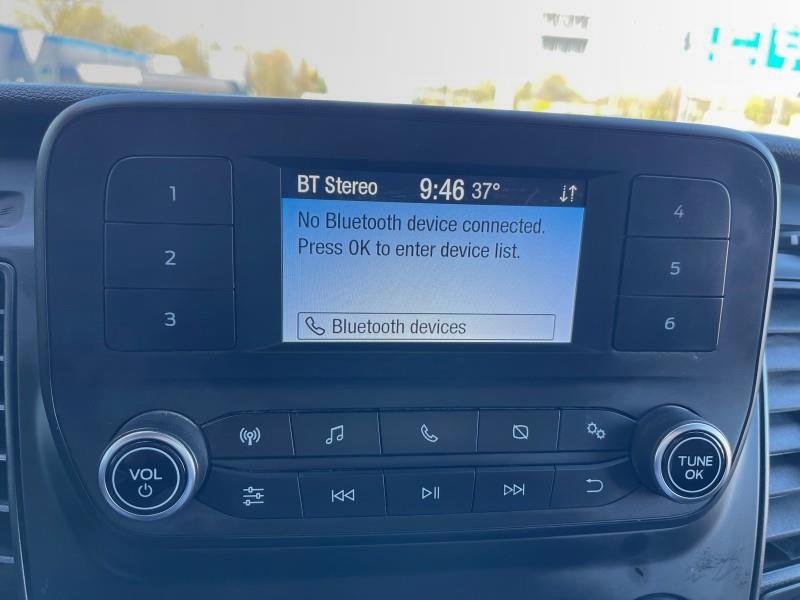 BT Stereo 9:46 37°
No Bluetooth device connected.
Press OK to enter device list.
Bluetooth devices
1
2
3
4
5
6
VOL
TUNE
OK